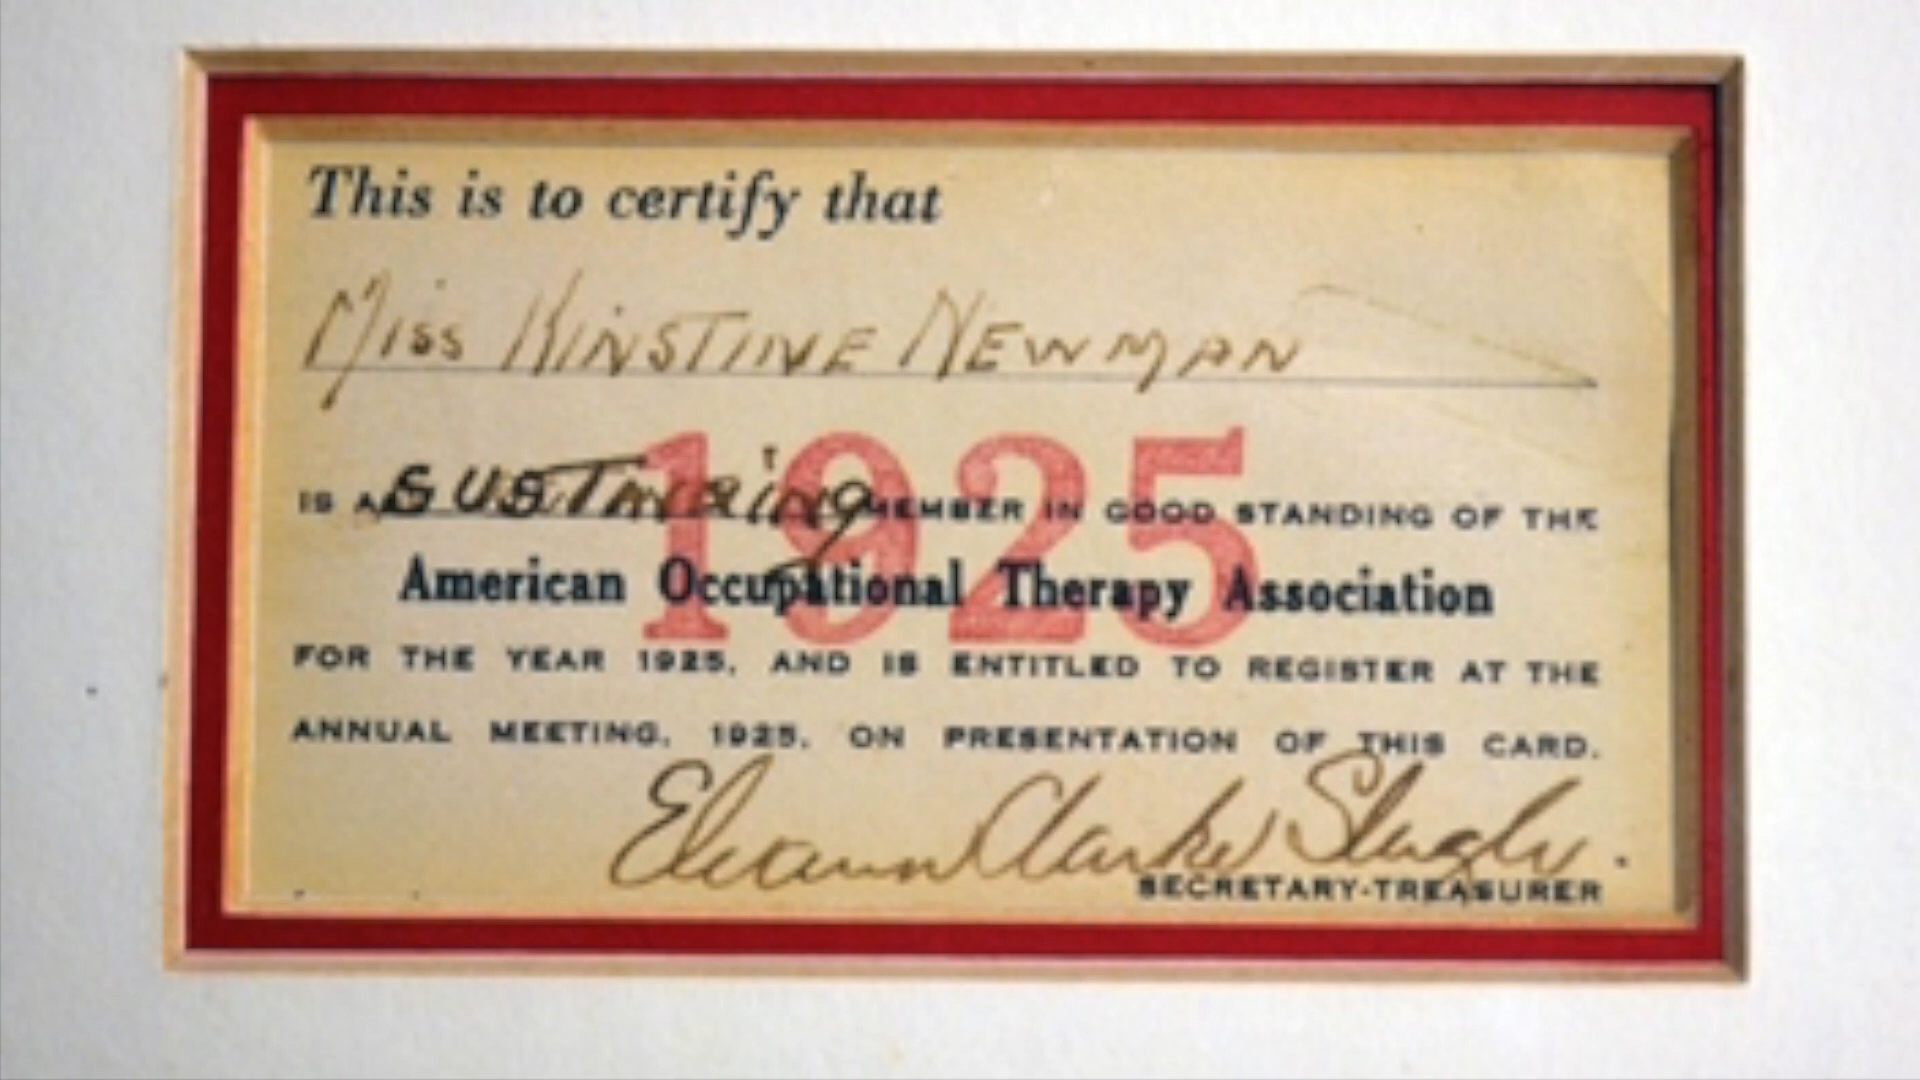 This is to certify that
Miss Kinstine Newman
1925
IS A SUSTAINING MEMBER IN GOOD STANDING OF THE
American Occupational Therapy Association
FOR THE YEAR 1925, AND IS ENTITLED TO REGISTER AT THE
ANNUAL MEETING, 1925, ON PRESENTATION OF THIS CARD.
Eleanor Clarke Slagle
SECRETARY-TREASURER